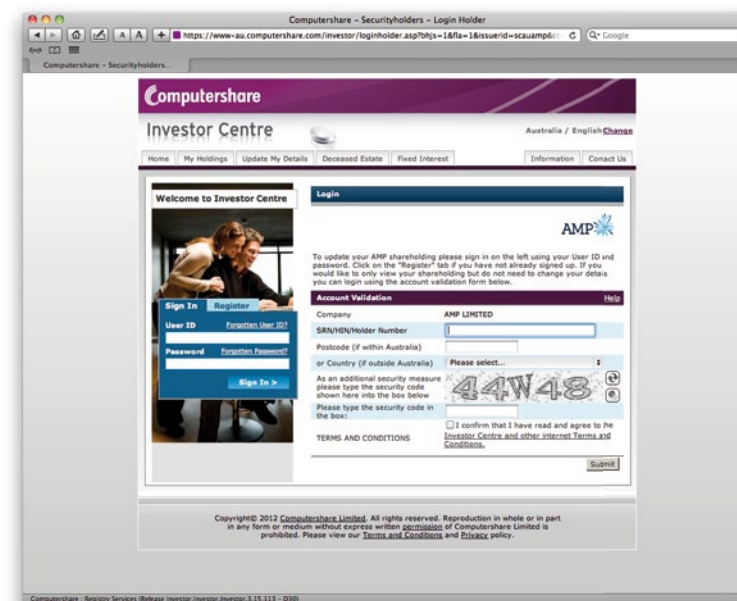 Computershare - Securityholders - Login Holder
https://www-au.computershare.com/investor/loginholder.asp?bhjs=1&fla=1&issuerid=scauamp&
Google
Computershare - Securityholders...
Computershare
Investor Centre
Australia / English Change
Home My Holdings Update My Details Deceased Estate Fixed Interest Information Conact Us
Welcome to Investor Centre
Login
AMP
To update your AMP shareholding please sign in on the left using your User ID and
password. Click on the "Register" tab if you have not already signed up. If you
would like to only view your shareholding but do not need to change your details
you can login using the account validation form below.
Sign In Register
User ID Forgotten User ID?
Password Forgotten Password?
Sign In >
Account Validation Help
Company AMP LIMITED
SRN/HIN/Holder Number
Postcode (if within Australia)
or Country (if outside Australia) Please select...
As an additional security measure
please type the security code
shown here into the box below
44W48
Please type the security code in
the box:
TERMS AND CONDITIONS
I confirm that I have read and agree to the
Investor Centre and other internet Terms and
Conditions.
Submit
Copyright© 2012 Computershare Limited. All rights reserved. Reproduction in whole or in part
in any form or medium without express written permission of Computershare Limited is
prohibited. Please view our Terms and Conditions and Privacy policy.
Computershare : Registry Services (Release Investor.Investor.Investor.3.15.113 - D30)